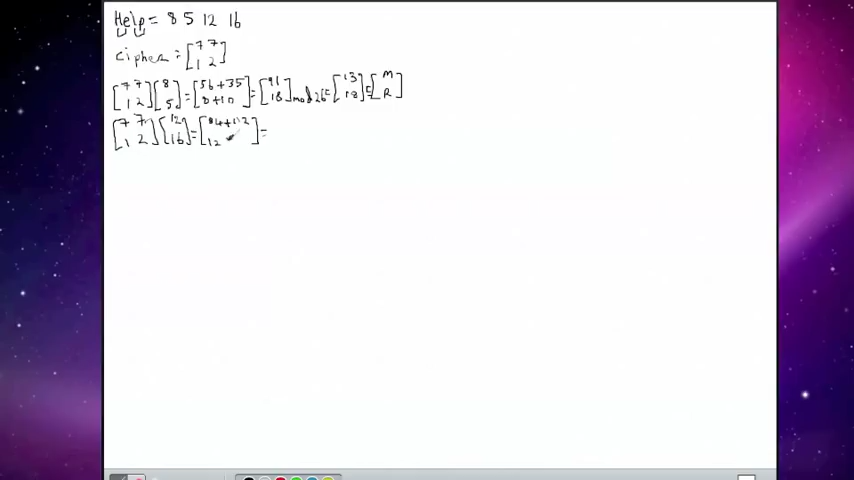 Help = 8 5 12 16
cipher = [7 7 1 2]
[7 7 1 2] [8 5] = [56+35 8+10] = [91 18] mod 26 = [13 18] = [M R]
[7 7 1 2] [12 16] = [84+112 12] =